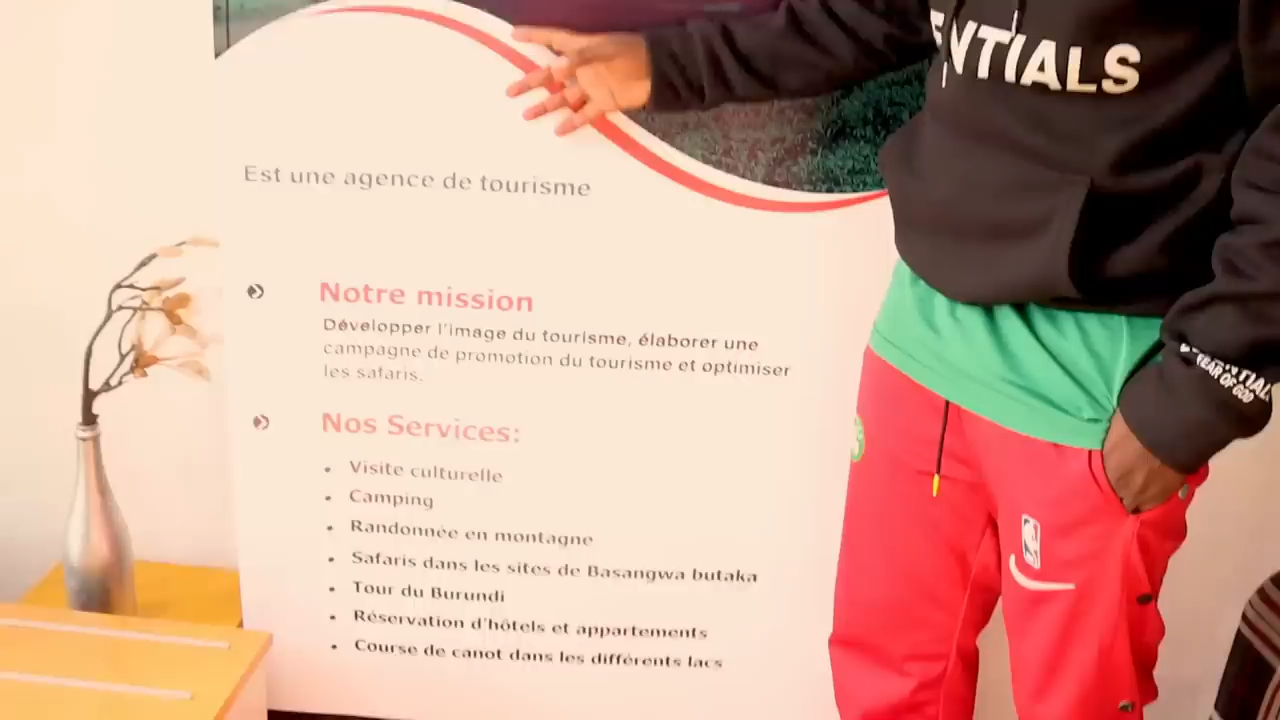 NTIALS
Est une agence de tourisme
Notre mission
Développer l'image du tourisme, élaborer une
campagne de promotion du tourisme et optimiser
les safaris.
Nos Services:
• Visite culturelle
• Camping
• Randonnée en montagne
• Safaris dans les sites de Basangwa butaka
• Tour du Burundi
• Réservation d'hôtels et appartements
• Course de canot dans les différents lacs
OF GOD